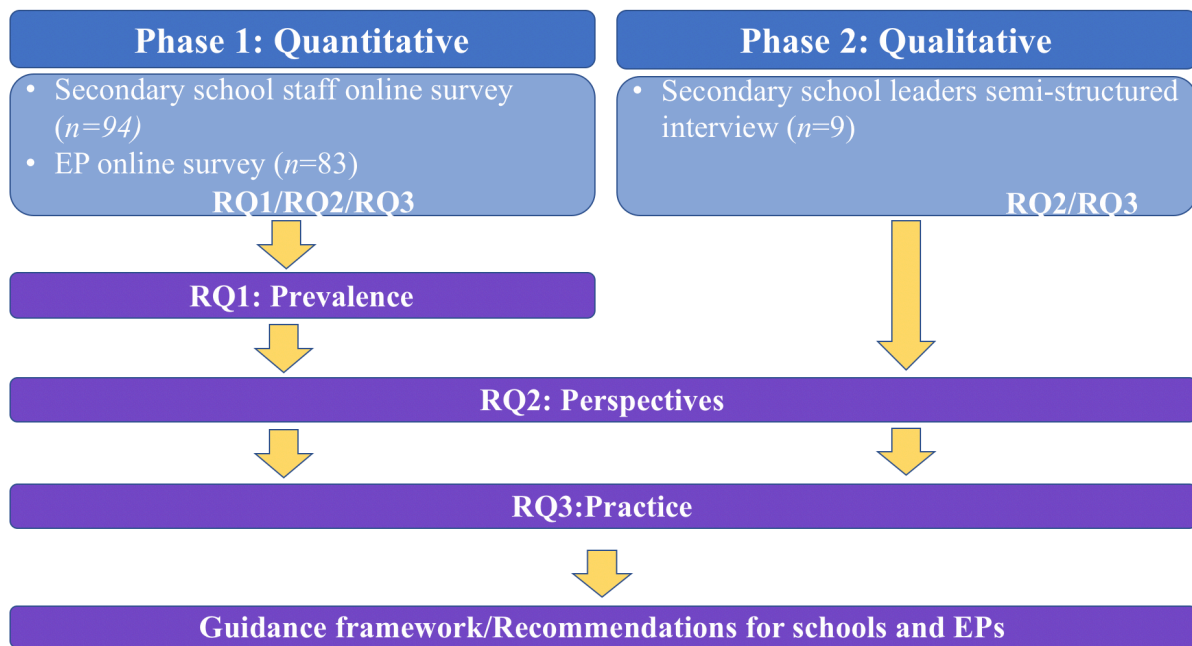 Phase 1: Quantitative
• Secondary school staff online survey
(n=94)
• EP online survey (n=83)
RQ1/RQ2/RQ3
Phase 2: Qualitative
• Secondary school leaders semi-structured
interview (n=9)
RQ2/RQ3
RQ1: Prevalence
RQ2: Perspectives
RQ3:Practice
Guidance framework/Recommendations for schools and EPs